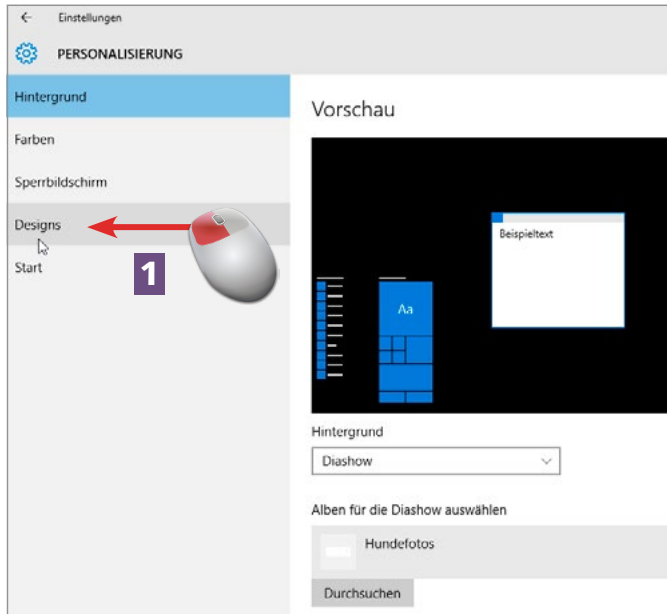 Einstellungen
PERSONALISIERUNG
Hintergrund
Farben
Sperrbildschirm
Designs
Start
1
Vorschau
Beispieltext
Aa
Hintergrund
Diashow
Alben für die Diashow auswählen
Hundefotos
Durchsuchen